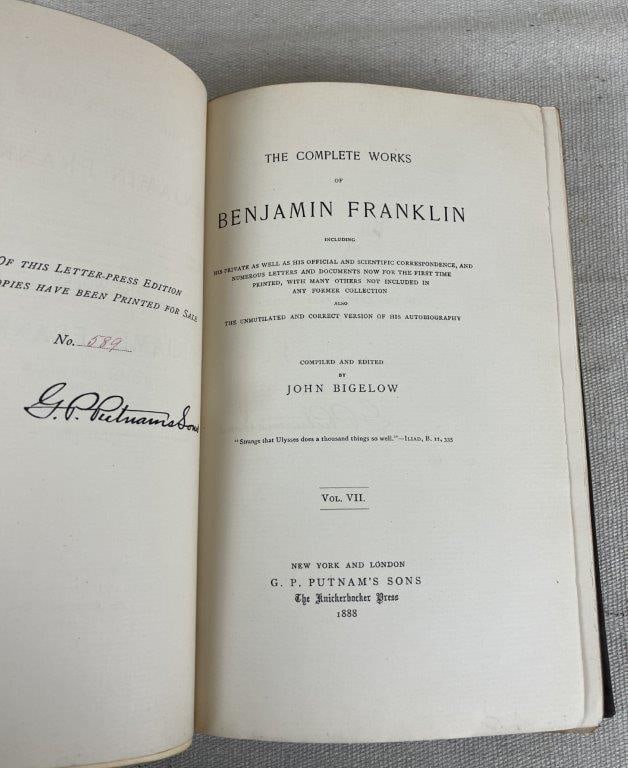 OF THIS LETTER-PRESS EDITION
COPIES HAVE BEEN PRINTED FOR SALE
No. 589
G. P. Putnam's Sons
THE COMPLETE WORKS
OF
BENJAMIN FRANKLIN
INCLUDING
HIS PRIVATE AS WELL AS HIS OFFICIAL AND SCIENTIFIC CORRESPONDENCE, AND
NUMEROUS LETTERS AND DOCUMENTS NOW FOR THE FIRST TIME
PRINTED, WITH MANY OTHERS NOT INCLUDED IN
ANY FORMER COLLECTION
ALSO
THE UNMUTILATED AND CORRECT VERSION OF HIS AUTOBIOGRAPHY
COMPILED AND EDITED
BY
JOHN BIGELOW
"Strange that Ulysses does a thousand things so well."—ILIAD, B. 11, 335
VOL. VII.
NEW YORK AND LONDON
G. P. PUTNAM'S SONS
The Knickerbocker Press
1888